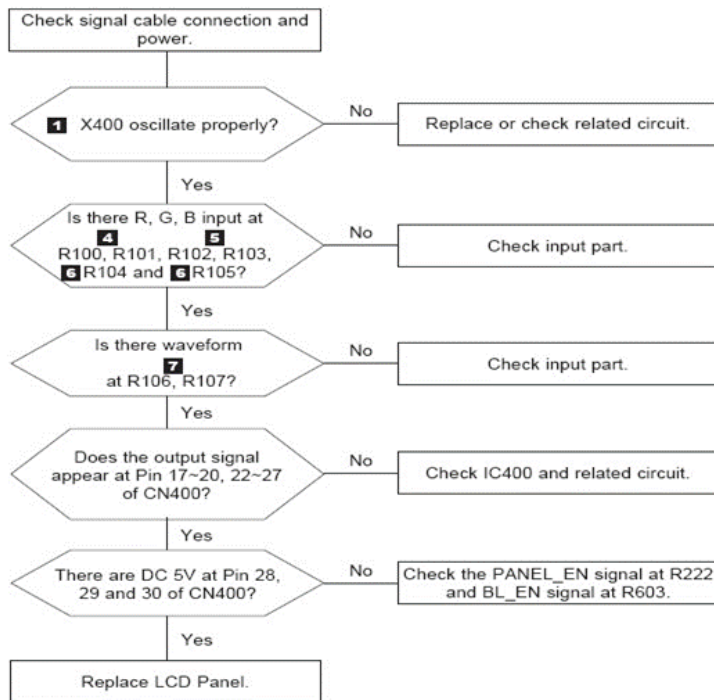 Check signal cable connection and
power.
1 X400 oscillate properly?
No
Replace or check related circuit.
Yes
Is there R, G, B input at
4 5
R100, R101, R102, R103,
6 R104 and 6 R105?
No
Check input part.
Yes
Is there waveform
7
at R106, R107?
No
Check input part.
Yes
Does the output signal
appear at Pin 17~20, 22~27
of CN400?
No
Check IC400 and related circuit.
Yes
There are DC 5V at Pin 28,
29 and 30 of CN400?
No
Check the PANEL_EN signal at R222
and BL_EN signal at R603.
Yes
Replace LCD Panel.